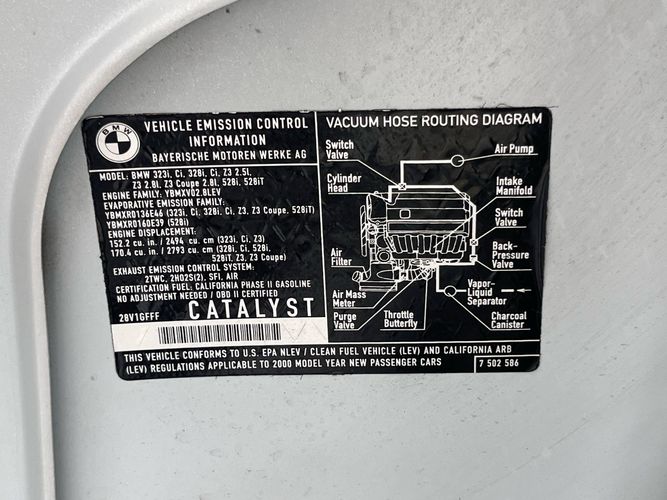 BMW
VEHICLE EMISSION CONTROL
INFORMATION
BAYERISCHE MOTOREN WERKE AG
MODEL: BMW 323i, Ci, 328i, Ci, Z3 2.5l,
Z3 2.8l, Z3 Coupe 2.8l, 528i, 528iT
ENGINE FAMILY: YBMXV02.8LEV
EVAPORATIVE EMISSION FAMILY:
YBMXR0136E46 (323i, Ci, 328i, Ci, Z3, Z3 Coupe, 528iT)
YBMXR0160E39 (528i)
ENGINE DISPLACEMENT:
152.2 cu. in./ 2494 cu. cm (323i, Ci, Z3)
170.4 cu. in./ 2793 cu. cm (328i, Ci, 528i,
528iT, Z3, Z3 Coupe)
EXHAUST EMISSION CONTROL SYSTEM:
2TWC, 2HO2S(2), SFI, AIR
CERTIFICATION FUEL: CALIFORNIA PHASE II GASOLINE
NO ADJUSTMENT NEEDED / OBD II CERTIFIED
28V1GFFF
CATALYST
VACUUM HOSE ROUTING DIAGRAM
Switch
Valve
Air Pump
Cylinder
Head
Intake
Manifold
Switch
Valve
Air
Filter
Back-
Pressure
Valve
Air Mass
Meter
Vapor-
Liquid
Separator
Purge
Valve
Throttle
Butterfly
Charcoal
Canister
THIS VEHICLE CONFORMS TO U.S. EPA NLEV / CLEAN FUEL VEHICLE (LEV) AND CALIFORNIA ARB
(LEV) REGULATIONS APPLICABLE TO 2000 MODEL YEAR NEW PASSENGER CARS
7 502 586